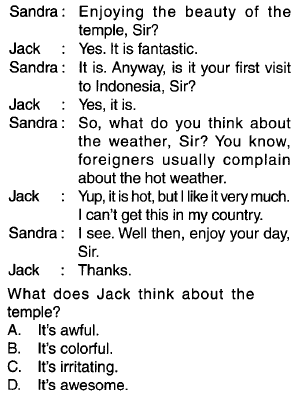 Sandra : Enjoying the beauty of the
temple, Sir?
Jack : Yes. It is fantastic.
Sandra : It is. Anyway, is it your first visit
to Indonesia, Sir?
Jack : Yes, it is.
Sandra : So, what do you think about
the weather, Sir? You know,
foreigners usually complain
about the hot weather.
Jack : Yup, it is hot, but I like it very much.
I can't get this in my country.
Sandra : I see. Well then, enjoy your day,
Sir.
Jack : Thanks.
What does Jack think about the
temple?
A. It's awful.
B. It's colorful.
C. It's irritating.
D. It's awesome.